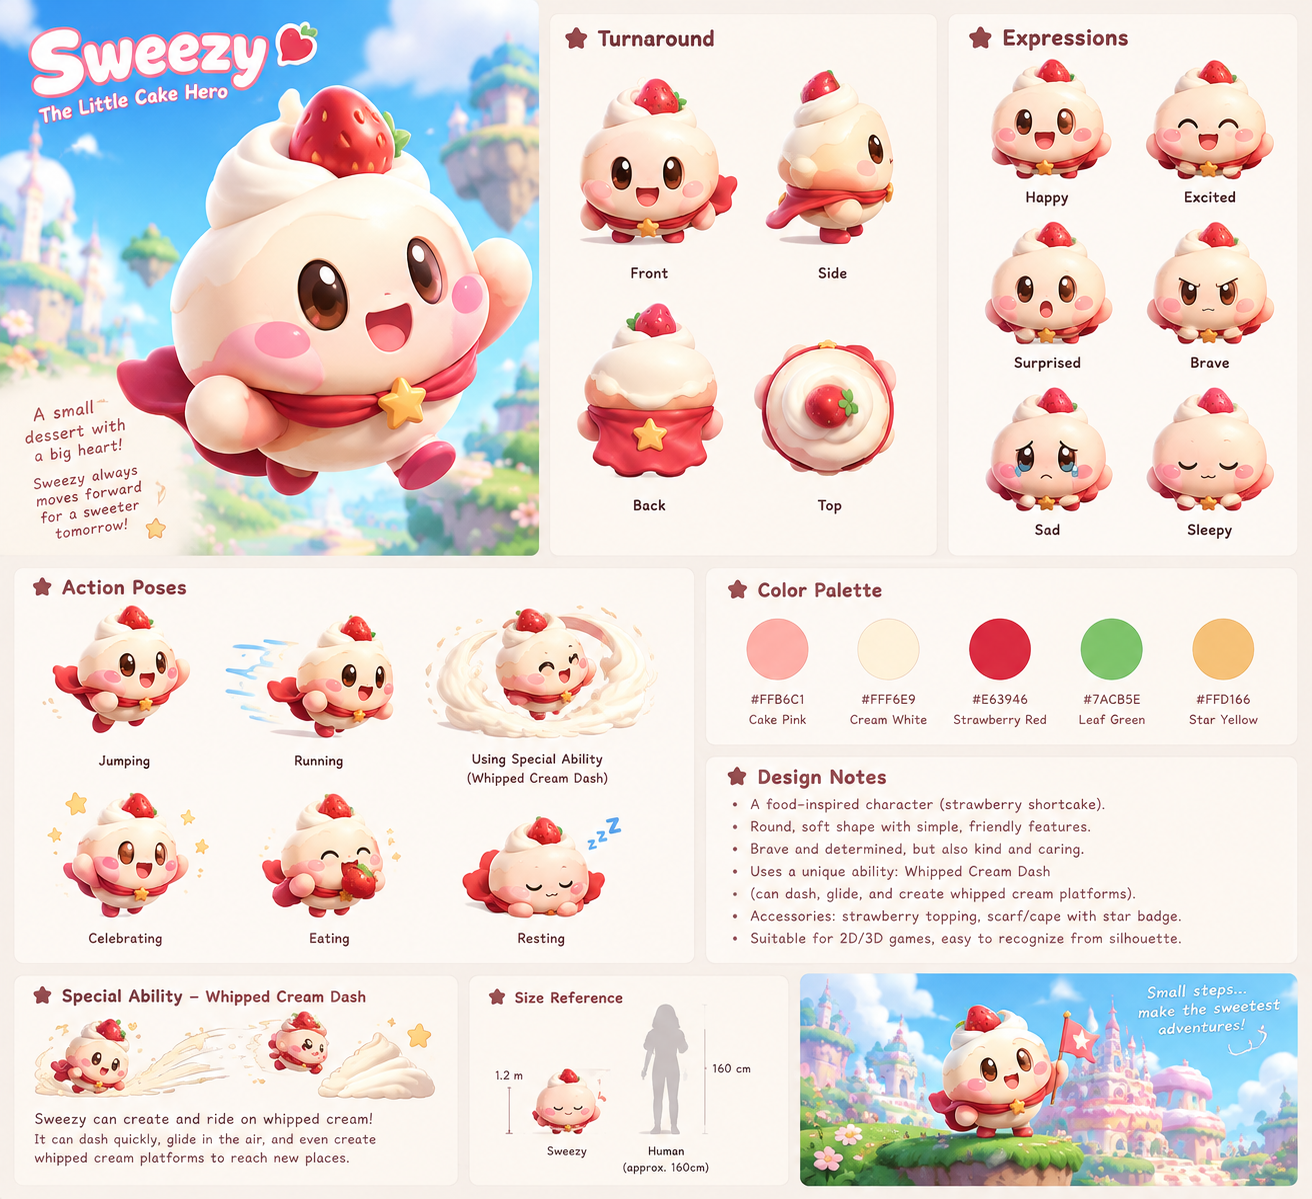 Sweezy
The Little Cake Hero
A small
dessert with
a big heart!
Sweezy always
moves forward
for a sweeter
tomorrow!
Turnaround
Front
Side
Back
Top
Expressions
Happy
Excited
Surprised
Brave
Sad
Sleepy
Action Poses
Jumping
Running
Using Special Ability
(Whipped Cream Dash)
Celebrating
Eating
zzZ
Resting
Color Palette
#FFB6C1
Cake Pink
#FFF6E9
Cream White
#E63946
Strawberry Red
#7ACB5E
Leaf Green
#FFD166
Star Yellow
Design Notes
• A food-inspired character (strawberry shortcake).
• Round, soft shape with simple, friendly features.
• Brave and determined, but also kind and caring.
• Uses a unique ability: Whipped Cream Dash
• (can dash, glide, and create whipped cream platforms).
• Accessories: strawberry topping, scarf/cape with star badge.
• Suitable for 2D/3D games, easy to recognize from silhouette.
Special Ability – Whipped Cream Dash
Sweezy can create and ride on whipped cream!
It can dash quickly, glide in the air, and even create
whipped cream platforms to reach new places.
Size Reference
1.2 m
160 cm
Sweezy
Human
(approx. 160cm)
Small steps...
make the sweetest
adventures!